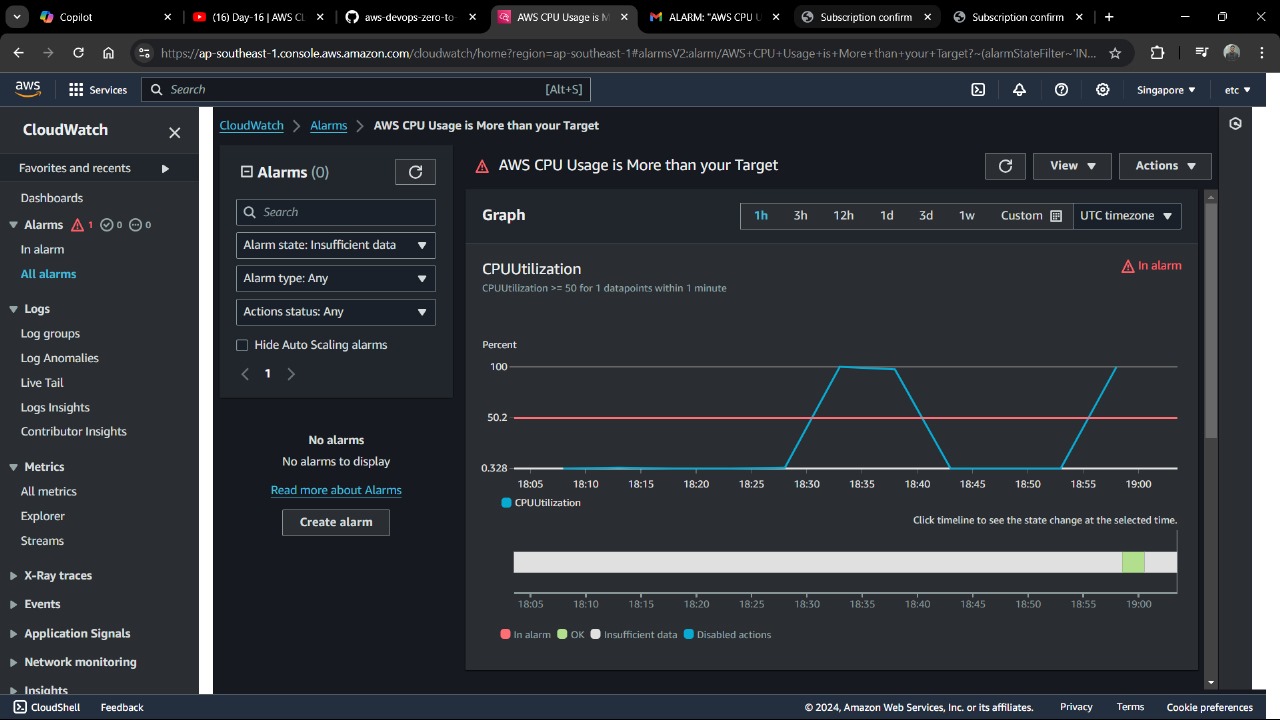 Copilot
(16) Day-16 | AWS CL
aws-devops-zero-to-
AWS CPU Usage is M
ALARM: "AWS CPU U
Subscription confirm
Subscription confirm
https://ap-southeast-1.console.aws.amazon.com/cloudwatch/home?region=ap-southeast-1#alarmsV2:alarm/AWS+CPU+Usage+is+More+than+your+Target?~(alarmStateFilter~'IN...
aws
Services
Search
[Alt+S]
Singapore
etc
CloudWatch
Favorites and recents
Dashboards
Alarms 1 0 0
In alarm
All alarms
Logs
Log groups
Log Anomalies
Live Tail
Logs Insights
Contributor Insights
Metrics
All metrics
Explorer
Streams
X-Ray traces
Events
Application Signals
Network monitoring
Insights
CloudWatch > Alarms > AWS CPU Usage is More than your Target
Alarms (0)
Search
Alarm state: Insufficient data
Alarm type: Any
Actions status: Any
Hide Auto Scaling alarms
1
No alarms
No alarms to display
Read more about Alarms
Create alarm
AWS CPU Usage is More than your Target
View
Actions
Graph
1h 3h 12h 1d 3d 1w Custom UTC timezone
CPUUtilization
In alarm
CPUUtilization >= 50 for 1 datapoints within 1 minute
Percent
100
50.2
0.328
18:05 18:10 18:15 18:20 18:25 18:30 18:35 18:40 18:45 18:50 18:55 19:00
CPUUtilization
Click timeline to see the state change at the selected time.
18:05 18:10 18:15 18:20 18:25 18:30 18:35 18:40 18:45 18:50 18:55 19:00
In alarm OK Insufficient data Disabled actions
CloudShell Feedback
© 2024, Amazon Web Services, Inc. or its affiliates. Privacy Terms Cookie preferences